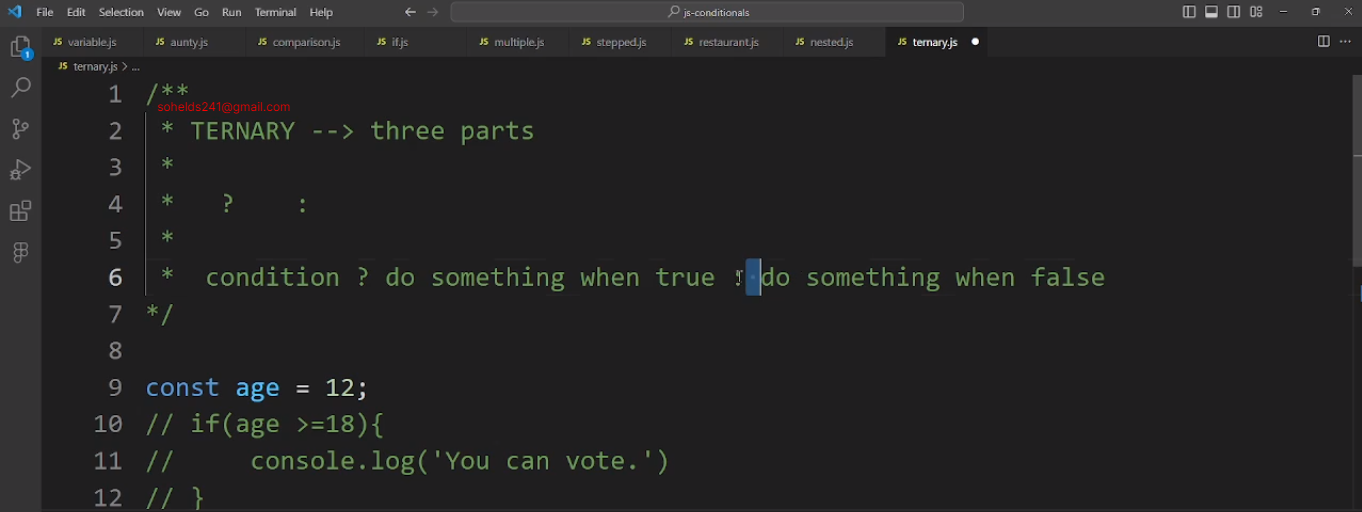 File Edit Selection View Go Run Terminal Help js-conditionals
JS variable.js JS aunty.js JS comparison.js JS if.js JS multiple.js JS stepped.js JS restaurant.js JS nested.js JS ternary.js
1
JS ternary.js > ...
1 /**
sohelds241@gmail.com
2 * TERNARY --> three parts
3 *
4 * ? :
5 *
6 * condition ? do something when true : do something when false
7 */
8
9 const age = 12;
10 // if(age >=18){
11 // console.log('You can vote.')
12 // }